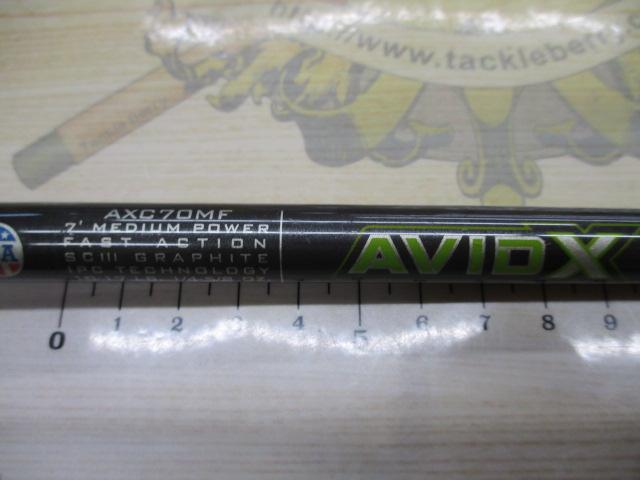 http://www.tackleberry
AXC70MF
7' MEDIUM POWER
FAST ACTION
SCIII GRAPHITE
IPC TECHNOLOGY
AVIDX
0 1 2 3 4 5 6 7 8 9